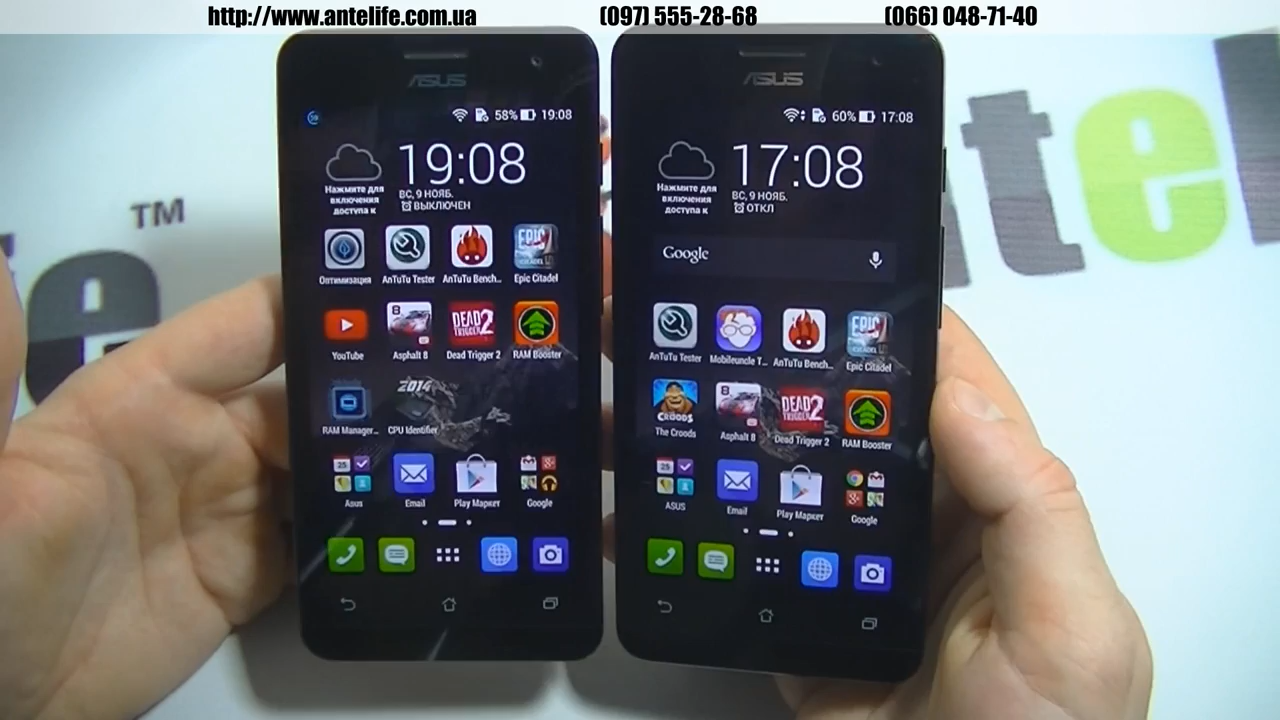 http://www.antelife.com.ua (097) 555-28-68 (066) 048-71-40
TM
ASUS
58% 19:08
19:08
Нажмите для
включения
доступа к
ВС, 9 НОЯБ.
ВЫКЛЮЧЕН
Оптимизация AnTuTu Tester AnTuTu Bench... Epic Citadel
YouTube Asphalt 8 Dead Trigger 2 RAM Booster
RAM Manager... CPU Identifier
Asus Email Play Маркет Google
ASUS
60% 17:08
17:08
Нажмите для
включения
доступа к
ВС, 9 НОЯБ.
ОТКЛ
Google
AnTuTu Tester Mobileuncle T... AnTuTu Bench... Epic Citadel
The Croods Asphalt 8 Dead Trigger 2 RAM Booster
ASUS Email Play Маркет Google